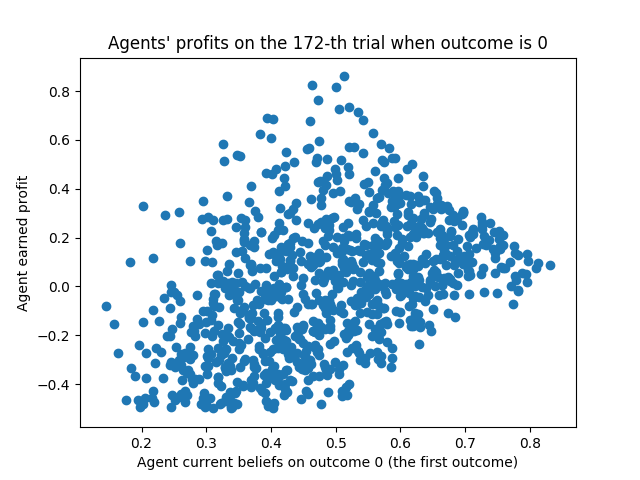 Agents' profits on the 172-th trial when outcome is 0
Agent earned profit
0.8
0.6
0.4
0.2
0.0
−0.2
−0.4
0.2 0.3 0.4 0.5 0.6 0.7 0.8
Agent current beliefs on outcome 0 (the first outcome)